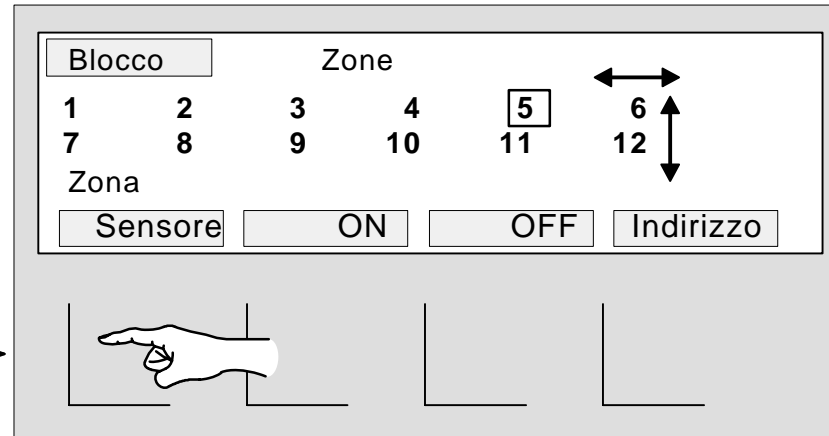 Blocco Zone
1 2 3 4 5 6
7 8 9 10 11 12
Zona
Sensore ON OFF Indirizzo